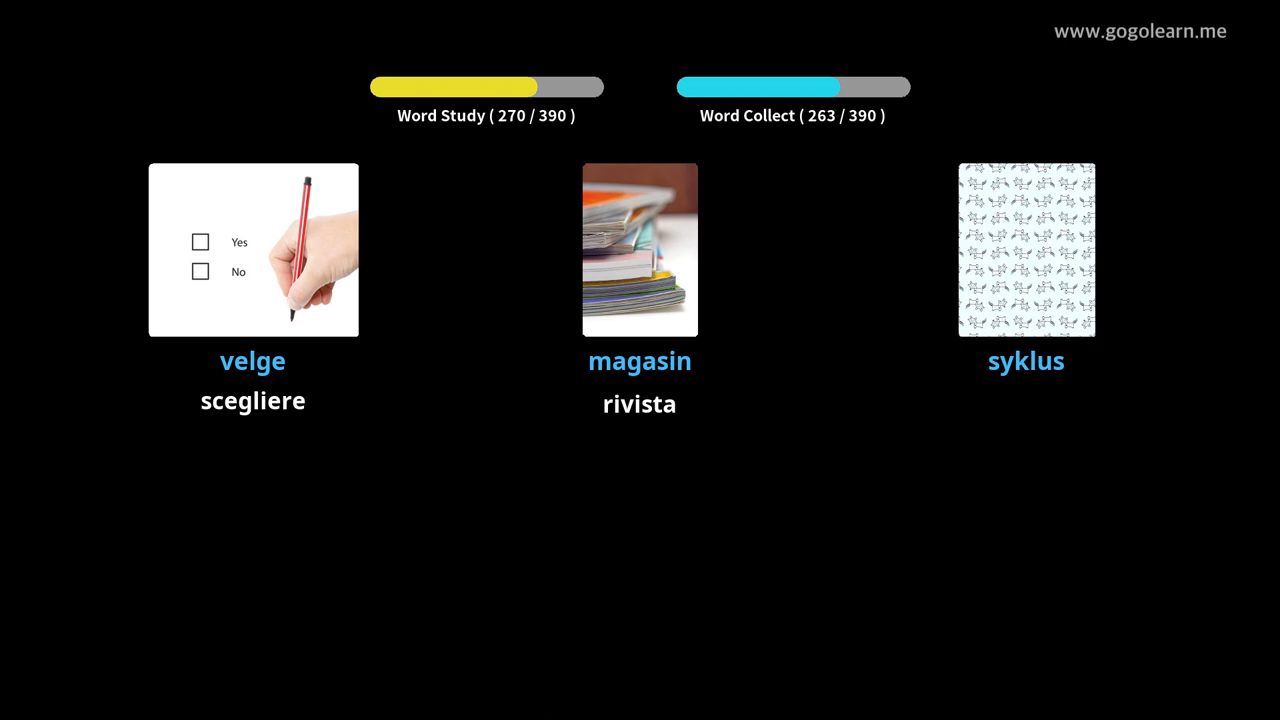 www.gogolearn.me
Word Study ( 270 / 390 )
Word Collect ( 263 / 390 )
Yes
No
velge
magasin
syklus
scegliere
rivista